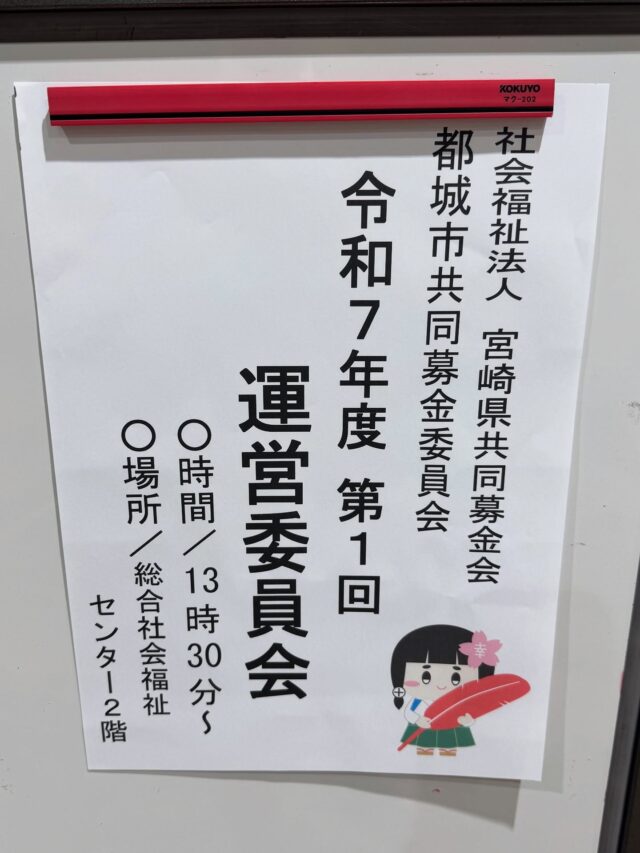 KOKUYO
マク-202
社会福祉法人 宮崎県共同募金会
都城市共同募金委員会
令和7年度 第1回
運営委員会
○時間/13時30分~
○場所/総合社会福祉
センター2階
幸